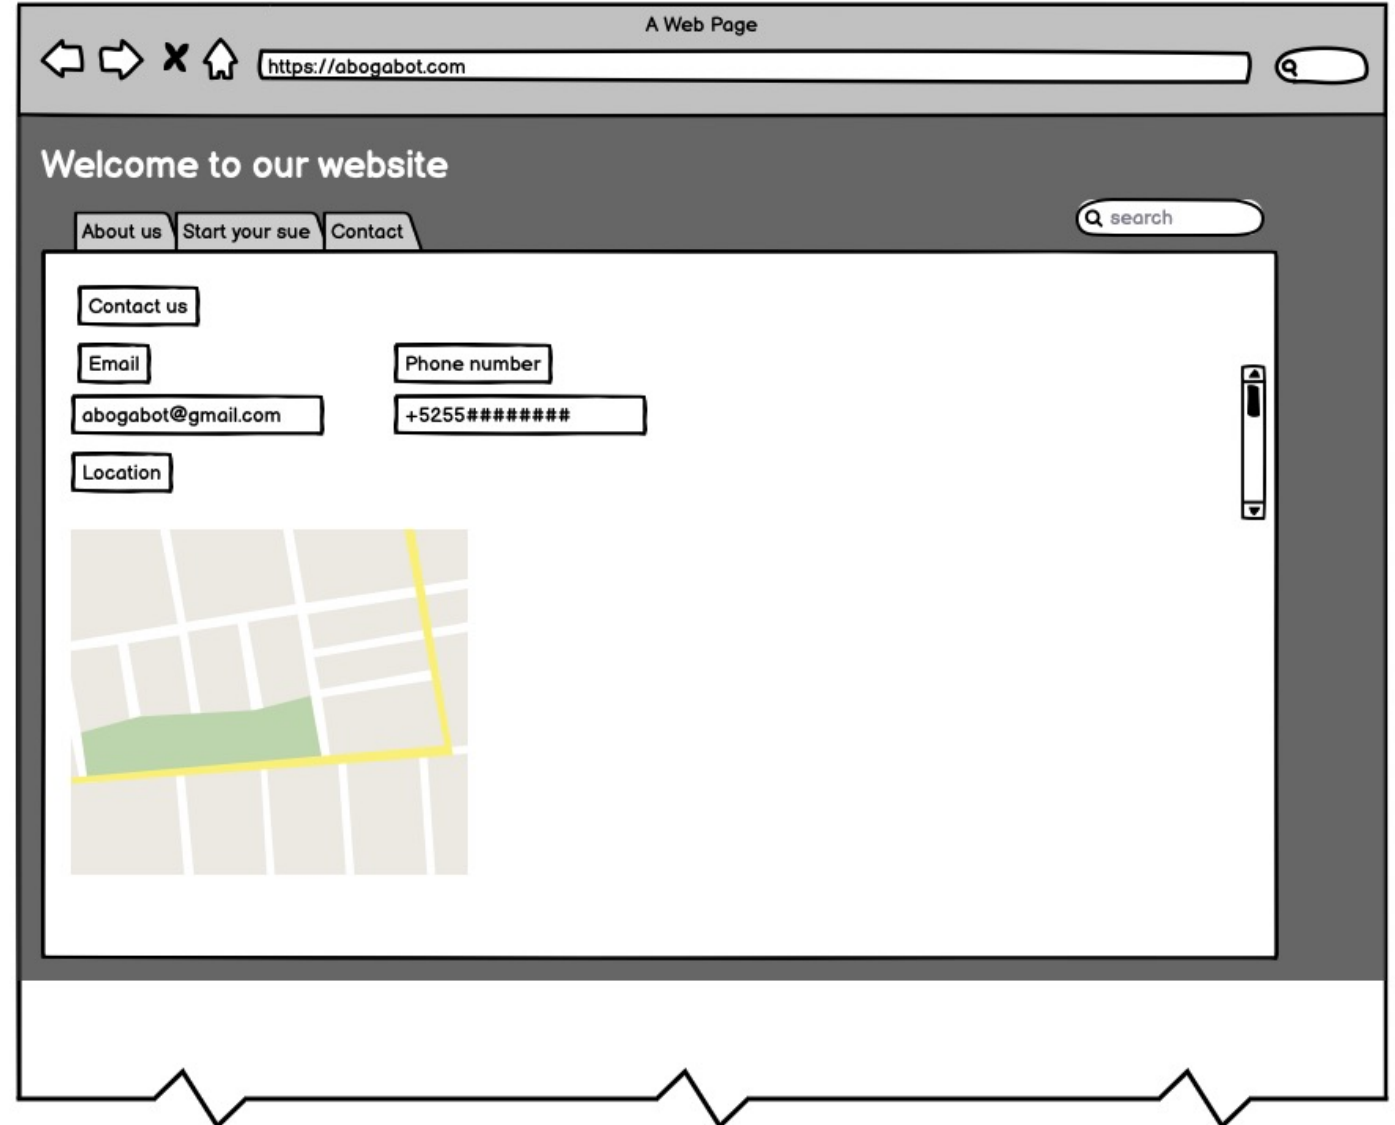 A Web Page
https://abogabot.com
Welcome to our website
search
About us Start your sue Contact
Contact us
Email Phone number
abogabot@gmail.com +5255########
Location